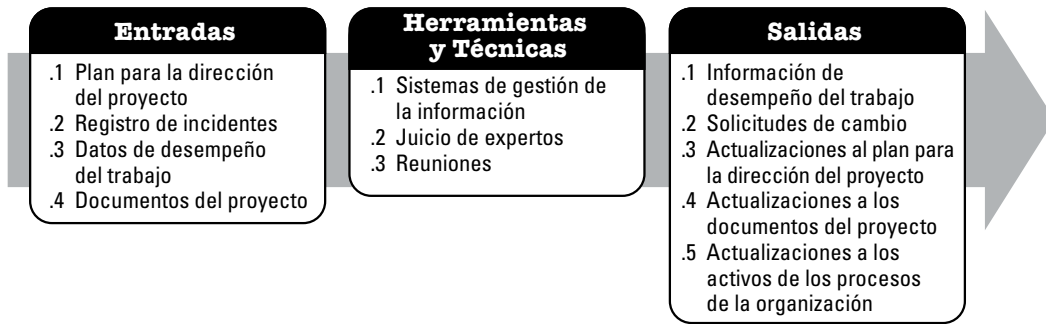 Entradas
.1 Plan para la dirección
del proyecto
.2 Registro de incidentes
.3 Datos de desempeño
del trabajo
.4 Documentos del proyecto
Herramientas
y Técnicas
.1 Sistemas de gestión de
la información
.2 Juicio de expertos
.3 Reuniones
Salidas
.1 Información de
desempeño del trabajo
.2 Solicitudes de cambio
.3 Actualizaciones al plan para
la dirección del proyecto
.4 Actualizaciones a los
documentos del proyecto
.5 Actualizaciones a los
activos de los procesos
de la organización